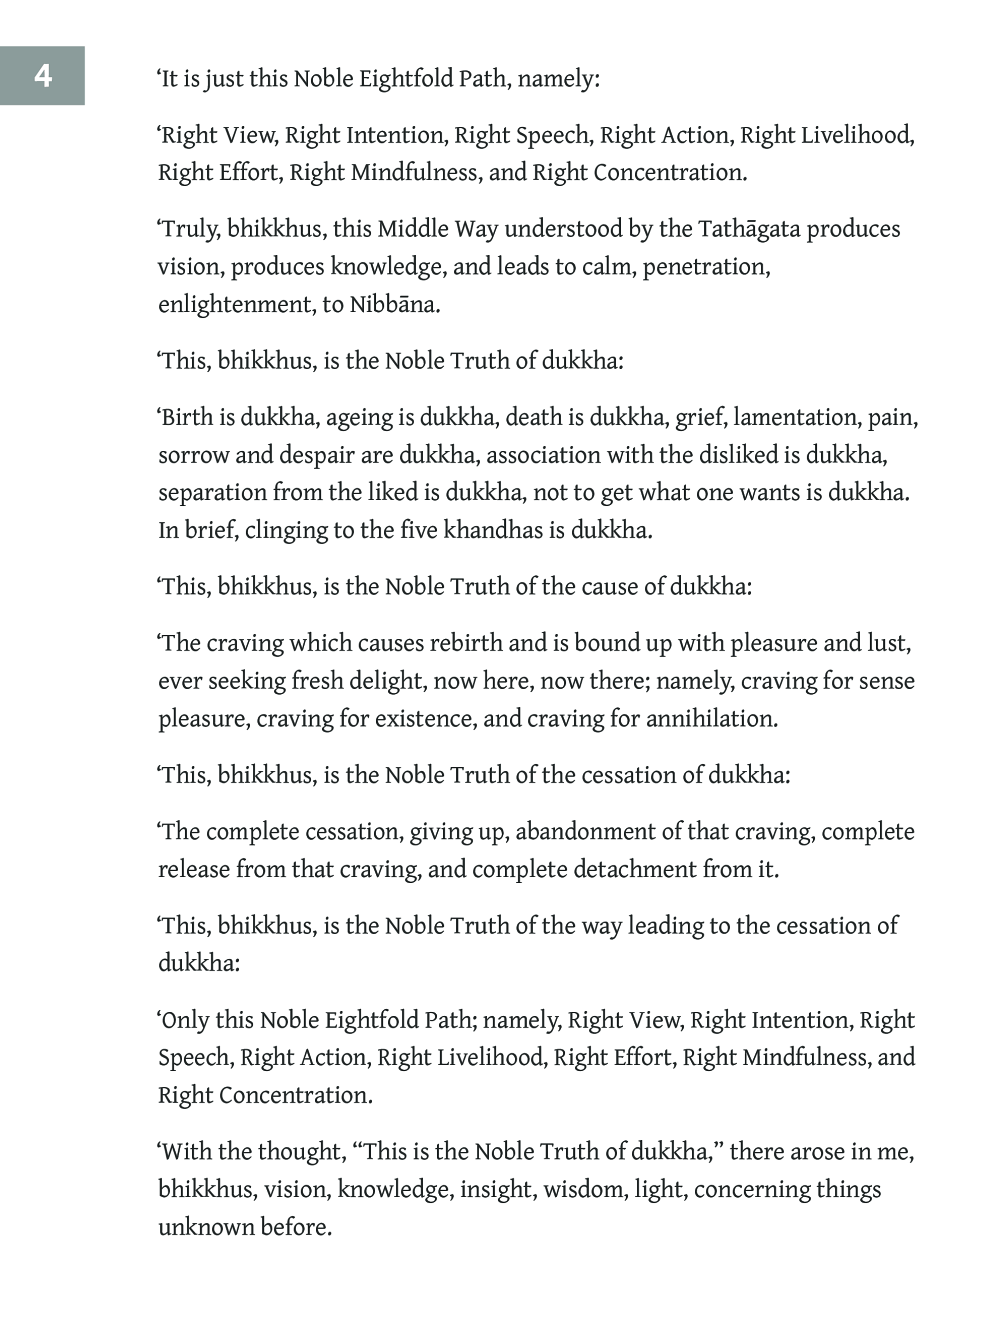 4
‘It is just this Noble Eightfold Path, namely:
‘Right View, Right Intention, Right Speech, Right Action, Right Livelihood,
Right Effort, Right Mindfulness, and Right Concentration.
‘Truly, bhikkhus, this Middle Way understood by the Tathāgata produces
vision, produces knowledge, and leads to calm, penetration,
enlightenment, to Nibbāna.
‘This, bhikkhus, is the Noble Truth of dukkha:
‘Birth is dukkha, ageing is dukkha, death is dukkha, grief, lamentation, pain,
sorrow and despair are dukkha, association with the disliked is dukkha,
separation from the liked is dukkha, not to get what one wants is dukkha.
In brief, clinging to the five khandhas is dukkha.
‘This, bhikkhus, is the Noble Truth of the cause of dukkha:
‘The craving which causes rebirth and is bound up with pleasure and lust,
ever seeking fresh delight, now here, now there; namely, craving for sense
pleasure, craving for existence, and craving for annihilation.
‘This, bhikkhus, is the Noble Truth of the cessation of dukkha:
‘The complete cessation, giving up, abandonment of that craving, complete
release from that craving, and complete detachment from it.
‘This, bhikkhus, is the Noble Truth of the way leading to the cessation of
dukkha:
‘Only this Noble Eightfold Path; namely, Right View, Right Intention, Right
Speech, Right Action, Right Livelihood, Right Effort, Right Mindfulness, and
Right Concentration.
‘With the thought, “This is the Noble Truth of dukkha,” there arose in me,
bhikkhus, vision, knowledge, insight, wisdom, light, concerning things
unknown before.